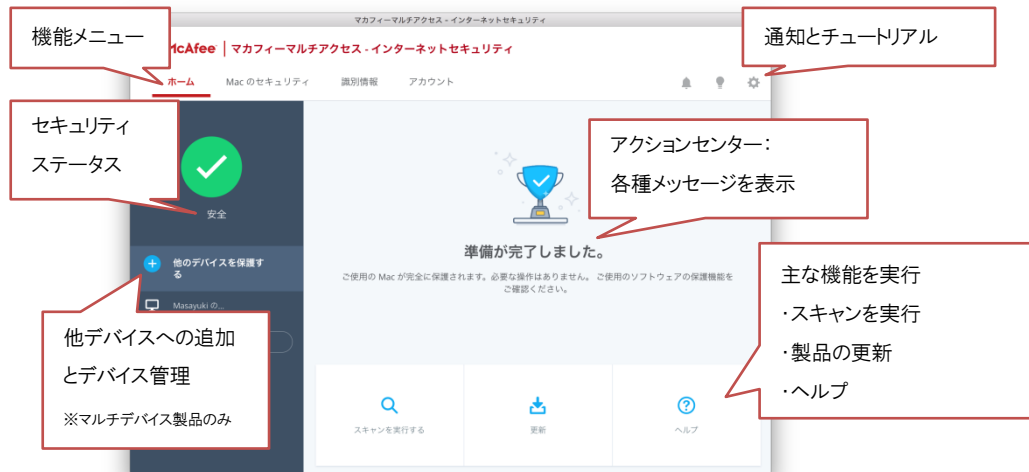 マカフィーマルチアクセス - インターネットセキュリティ
機能メニュー
通知とチュートリアル
McAfee | マカフィーマルチアクセス - インターネットセキュリティ
ホーム Mac のセキュリティ 識別情報 アカウント
セキュリティ
ステータス
アクションセンター:
各種メッセージを表示
安全
準備が完了しました。
ご使用の Mac が完全に保護されます。必要な操作はありません。 ご使用のソフトウェアの保護機能を
ご確認ください。
他のデバイスを保護す
る
Masayuki の...
主な機能を実行
・スキャンを実行
・製品の更新
・ヘルプ
他デバイスへの追加
とデバイス管理
※マルチデバイス製品のみ
スキャンを実行する 更新 ヘルプ